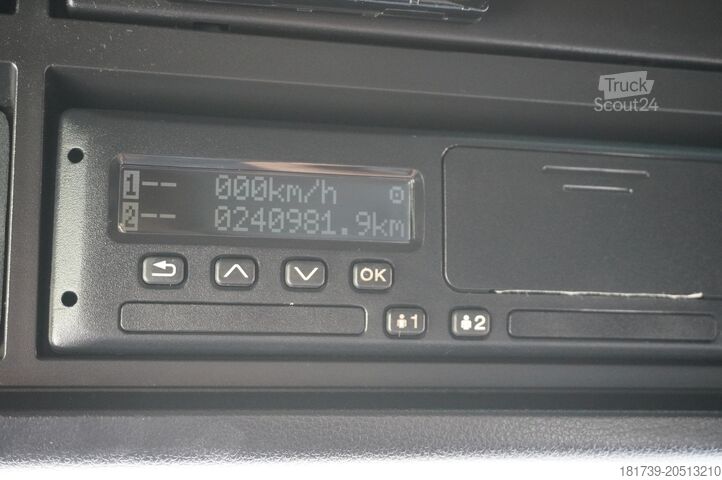 Truck
Scout24
1 -- 000km/h
2 -- 0240981.9km
OK
1 2
181739-20513210